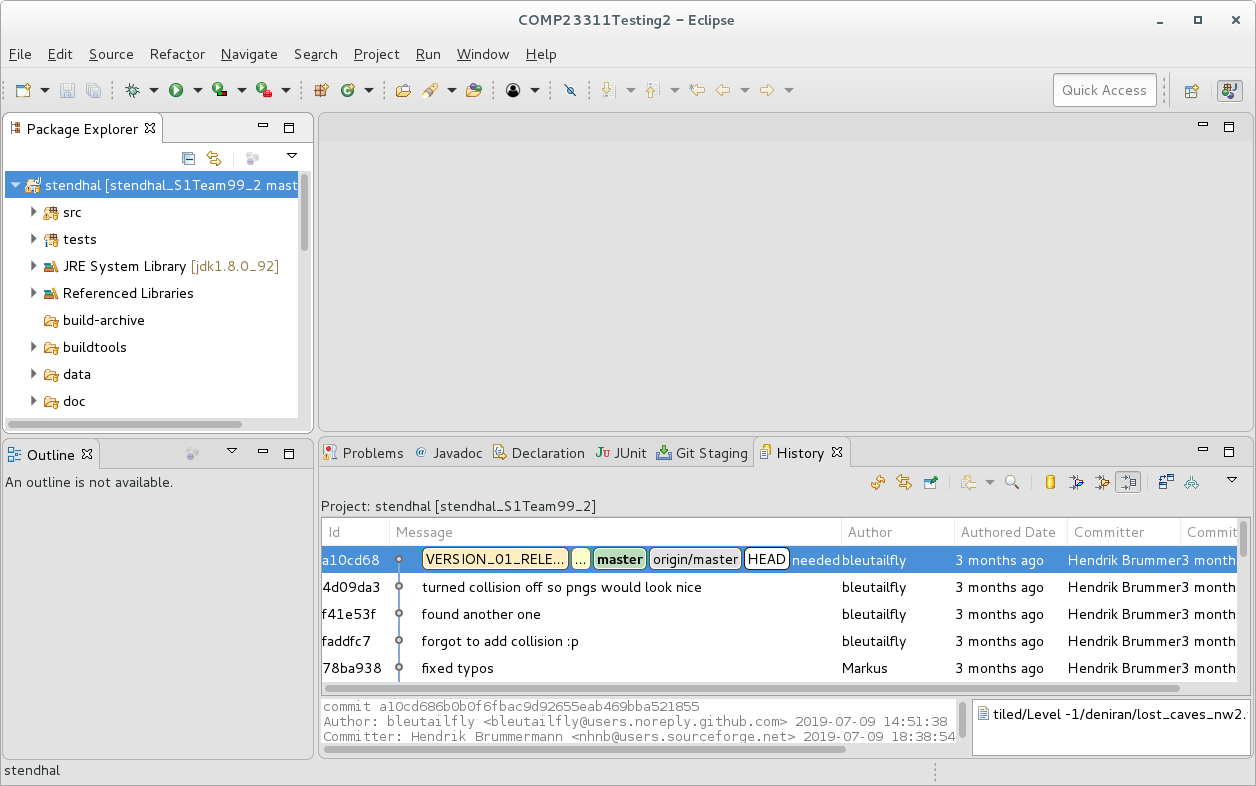 COMP23311Testing2 - Eclipse
File Edit Source Refactor Navigate Search Project Run Window Help
Quick Access
Package Explorer
stendhal [stendhal_S1Team99_2 mast
src
tests
JRE System Library [jdk1.8.0_92]
Referenced Libraries
build-archive
buildtools
data
doc
Outline
An outline is not available.
Problems @ Javadoc Declaration JUnit Git Staging History
Project: stendhal [stendhal_S1Team99_2]
Id Message Author Authored Date Committer Commit
a10cd68 VERSION_01_RELE... ... master origin/master HEAD needed bleutailfly 3 months ago Hendrik Brummer 3 month
4d09da3 turned collision off so pngs would look nice bleutailfly 3 months ago Hendrik Brummer 3 month
f41e53f found another one bleutailfly 3 months ago Hendrik Brummer 3 month
faddfc7 forgot to add collision :p bleutailfly 3 months ago Hendrik Brummer 3 month
78ba938 fixed typos Markus 3 months ago Hendrik Brummer 3 month
commit a10cd686b0b0f6fbac9d92655eab469bba521855
Author: bleutailfly <bleutailfly@users.noreply.github.com> 2019-07-09 14:51:38
Committer: Hendrik Brummermann <nhnb@users.sourceforge.net> 2019-07-09 18:38:54
tiled/Level -1/deniran/lost_caves_nw2.
stendhal